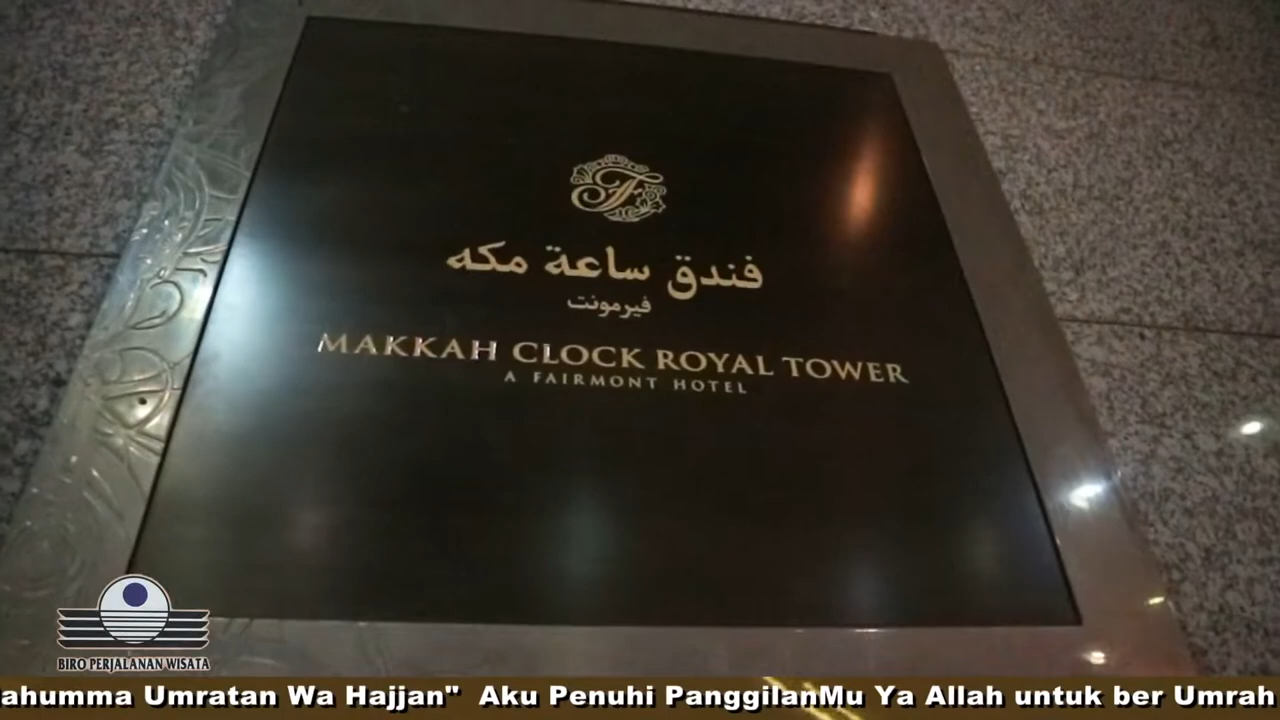 فندق ساعة مكه
فيرمونت
MAKKAH CLOCK ROYAL TOWER
A FAIRMONT HOTEL
BIRO PERJALANAN WISATA
ahumma Umratan Wa Hajjan" Aku Penuhi PanggilanMu Ya Allah untuk ber Umrah